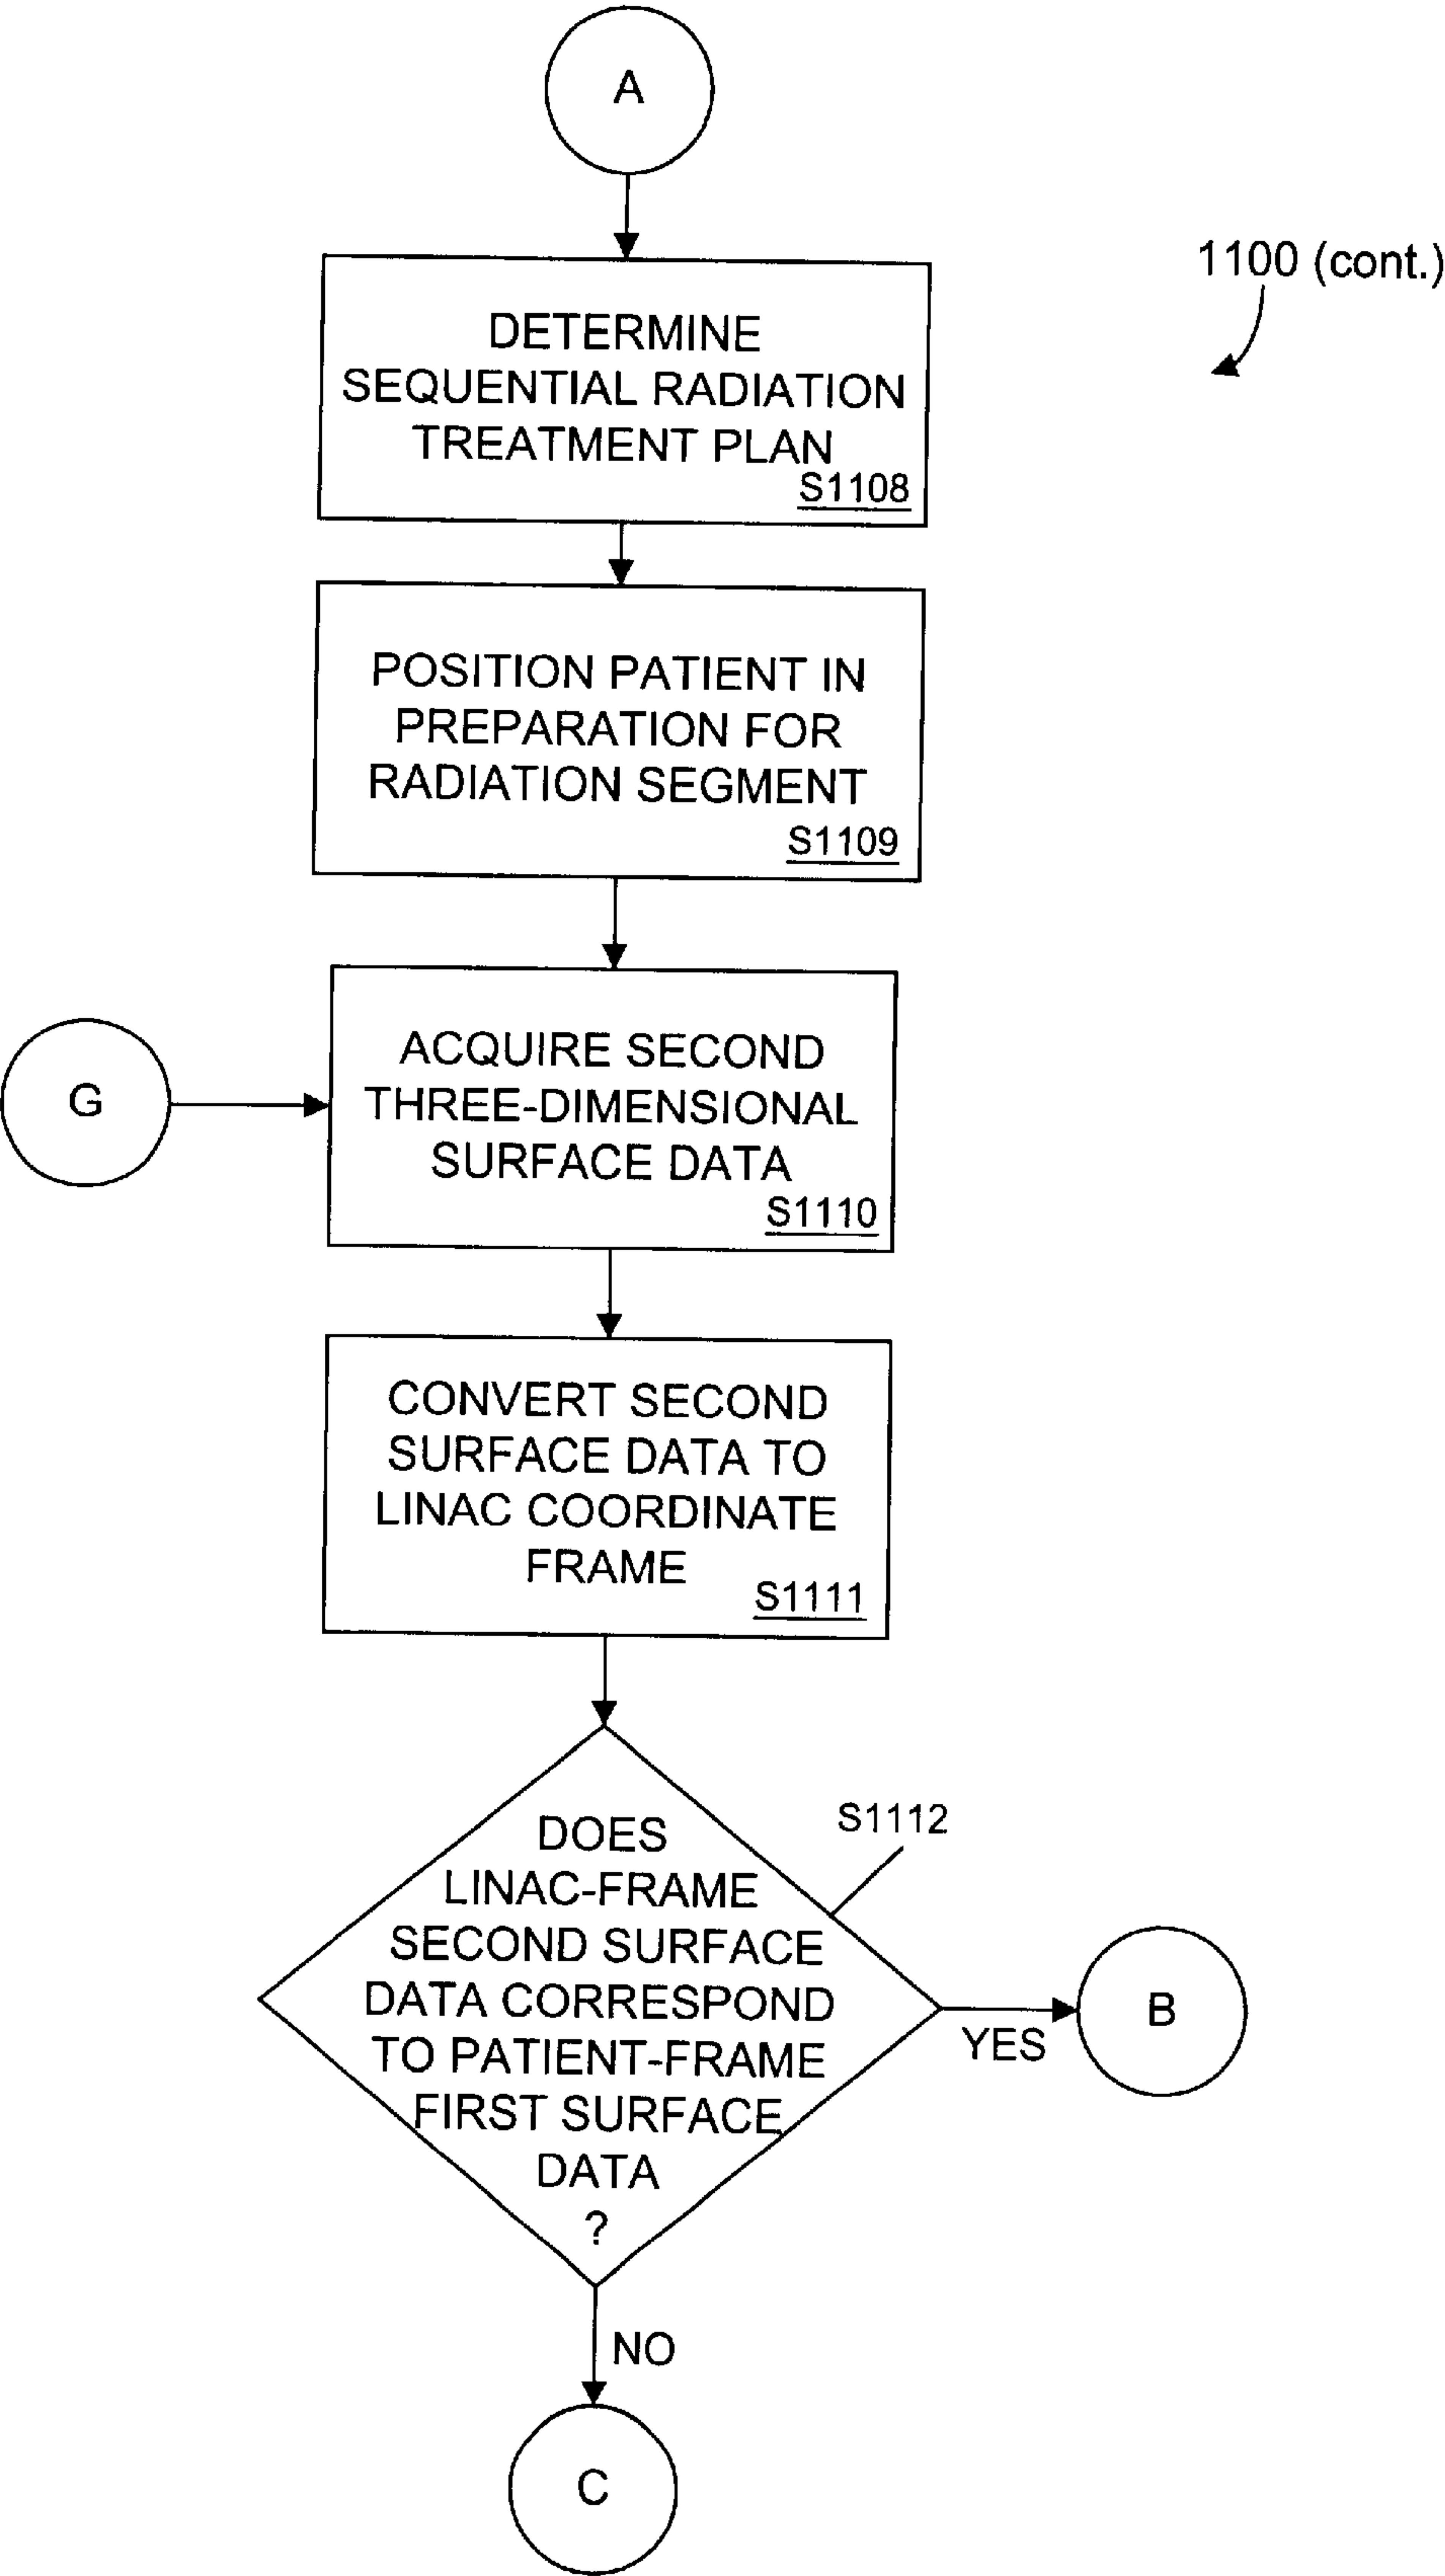 A
1100 (cont.)
DETERMINE
SEQUENTIAL RADIATION
TREATMENT PLAN
S1108
POSITION PATIENT IN
PREPARATION FOR
RADIATION SEGMENT
S1109
ACQUIRE SECOND
THREE-DIMENSIONAL
SURFACE DATA
S1110
G
CONVERT SECOND
SURFACE DATA TO
LINAC COORDINATE
FRAME
S1111
DOES
LINAC-FRAME
SECOND SURFACE
DATA CORRESPOND
TO PATIENT-FRAME
FIRST SURFACE
DATA
?
S1112
YES
B
NO
C